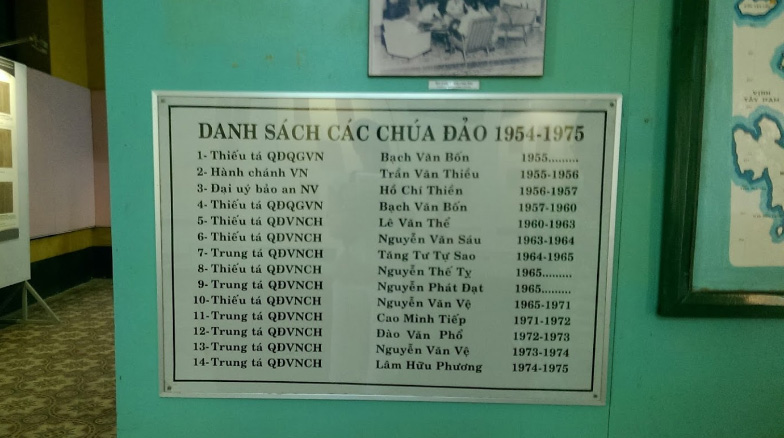 DANH SÁCH CÁC CHÚA ĐẢO 1954-1975
1- Thiếu tá QĐQGVN Bạch Văn Bốn 1955.........
2- Hành chánh VN Trần Văn Thiều 1955-1956
3- Đại uý bảo an NV Hồ Chí Thiền 1956-1957
4- Thiếu tá QĐQGVN Bạch Văn Bốn 1957-1960
5- Thiếu tá QĐVNCH Lê Văn Thể 1960-1963
6- Thiếu tá QĐVNCH Nguyễn Văn Sáu 1963-1964
7- Trung tá QĐVNCH Tăng Tư Tự Sao 1964-1965
8- Thiếu tá QĐVNCH Nguyễn Thế Tỵ 1965.........
9- Trung tá QĐVNCH Nguyễn Phát Đạt 1965.........
10- Thiếu tá QĐVNCH Nguyễn Văn Vệ 1965-1971
11- Trung tá QĐVNCH Cao Minh Tiếp 1971-1972
12- Trung tá QĐVNCH Đào Văn Phổ 1972-1973
13- Trung tá QĐVNCH Nguyễn Văn Vệ 1973-1974
14- Trung tá QĐVNCH Lâm Hữu Phương 1974-1975
VỊNH
TÂY NAM